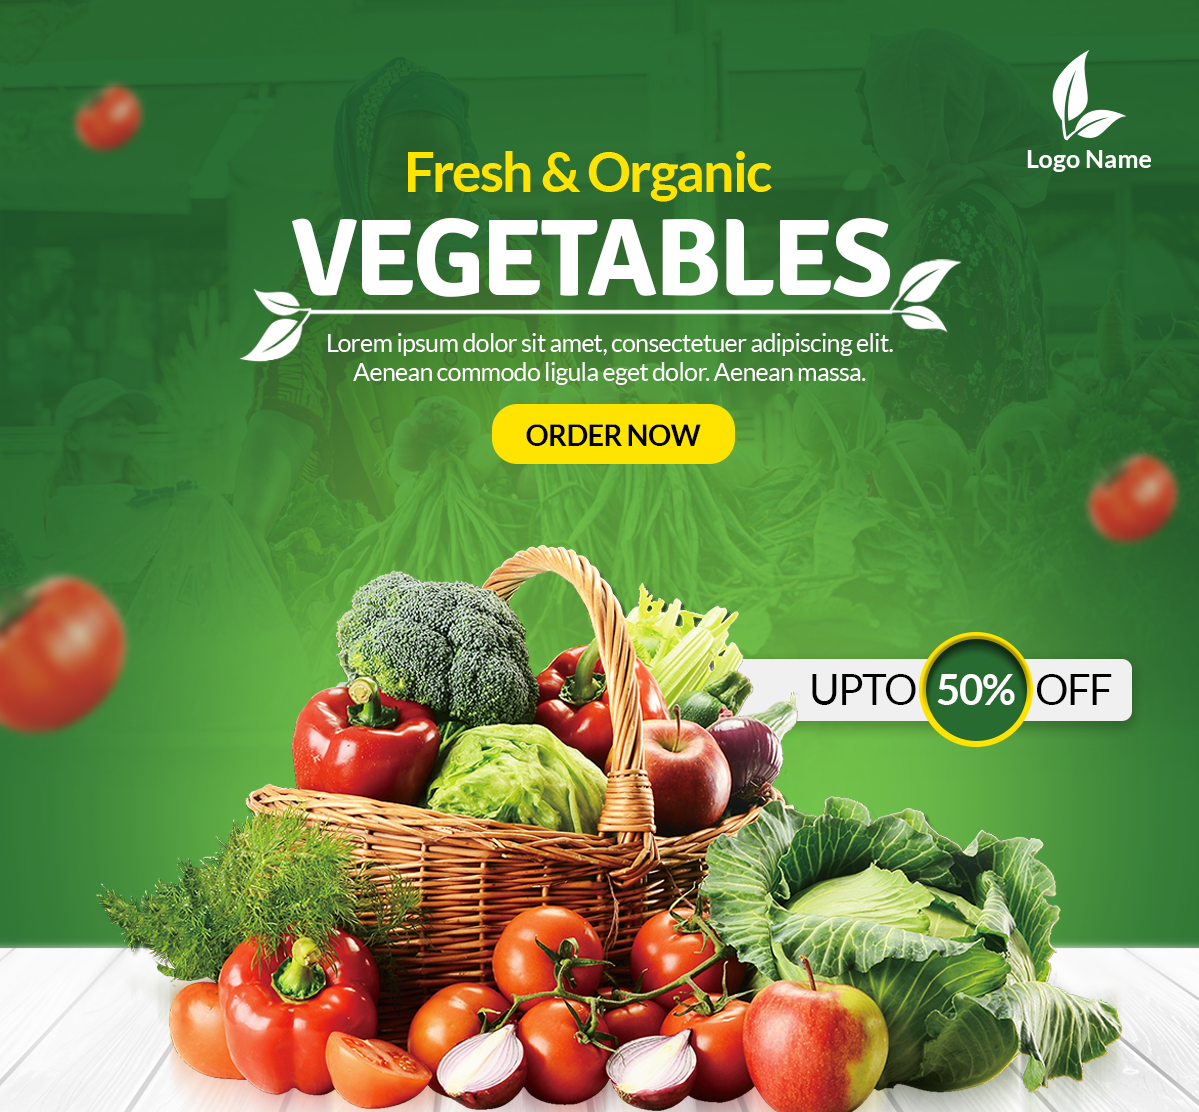 Logo Name
Fresh & Organic
VEGETABLES
Lorem ipsum dolor sit amet, consectetuer adipiscing elit.
Aenean commodo ligula eget dolor. Aenean massa.
ORDER NOW
UPTO 50% OFF